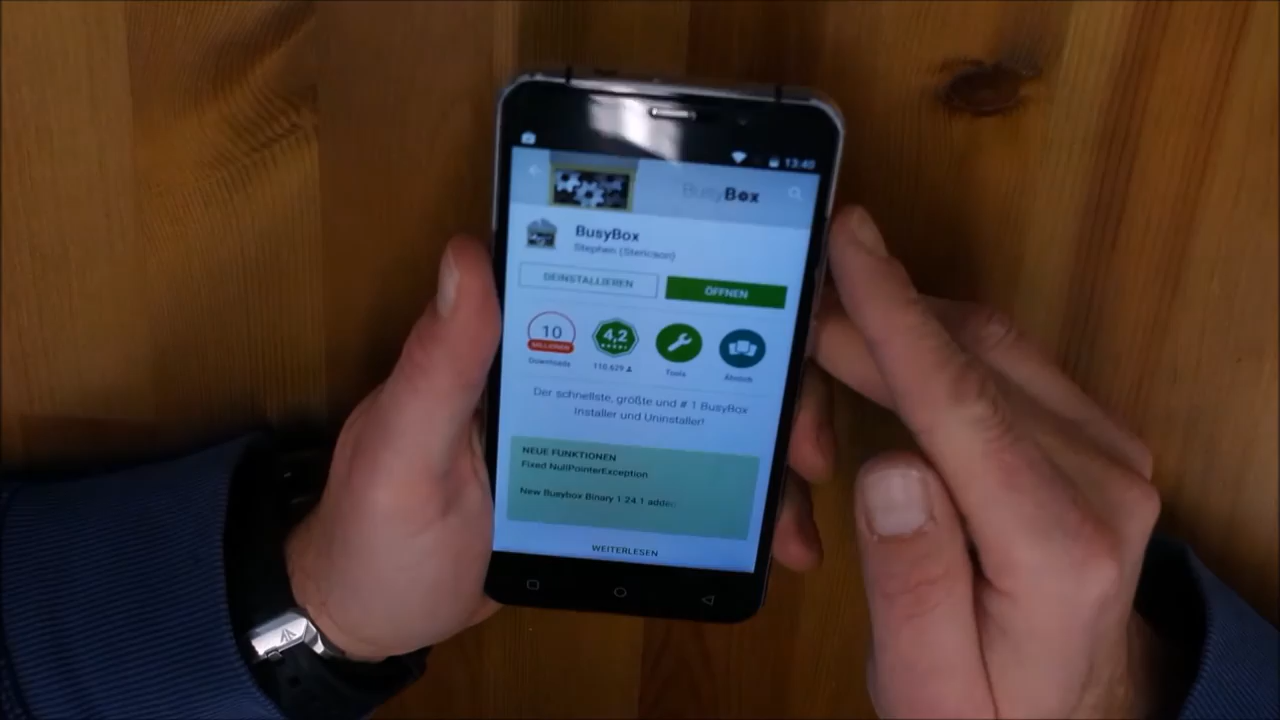 13:40
BusyBox
BusyBox
Stephen (Stericson)
DEINSTALLIEREN
ÖFFNEN
10
MILLIONEN
Downloads
4,2
110.629
Tools
Ähnlich
Der schnellste, größte und # 1 BusyBox
Installer und Uninstaller!
NEUE FUNKTIONEN
Fixed NullPointerException
New Busybox Binary 1.24.1 added
WEITERLESEN